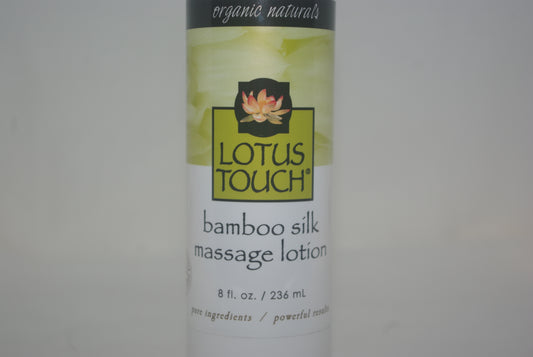 organic naturals
LOTUS
TOUCH®
bamboo silk
massage lotion
8 fl. oz. / 236 mL
pure ingredients / powerful results